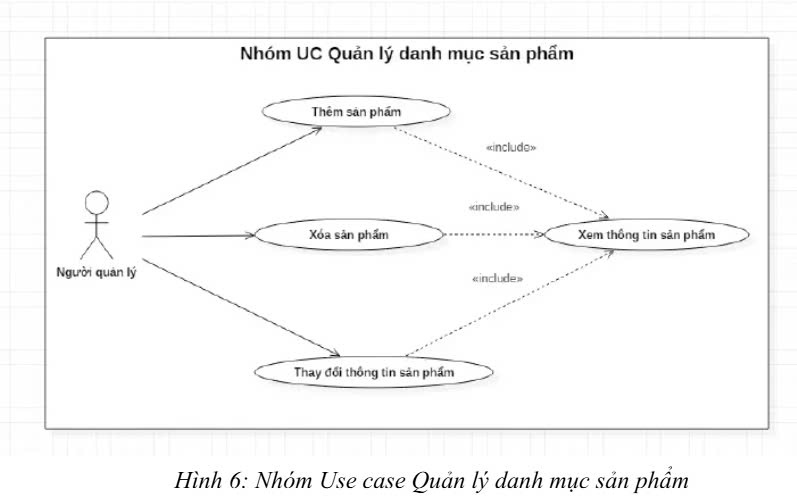 Nhóm UC Quản lý danh mục sản phẩm
Thêm sản phẩm
«include»
«include»
Xóa sản phẩm
Xem thông tin sản phẩm
Người quản lý
«include»
Thay đổi thông tin sản phẩm
Hình 6: Nhóm Use case Quản lý danh mục sản phẩm